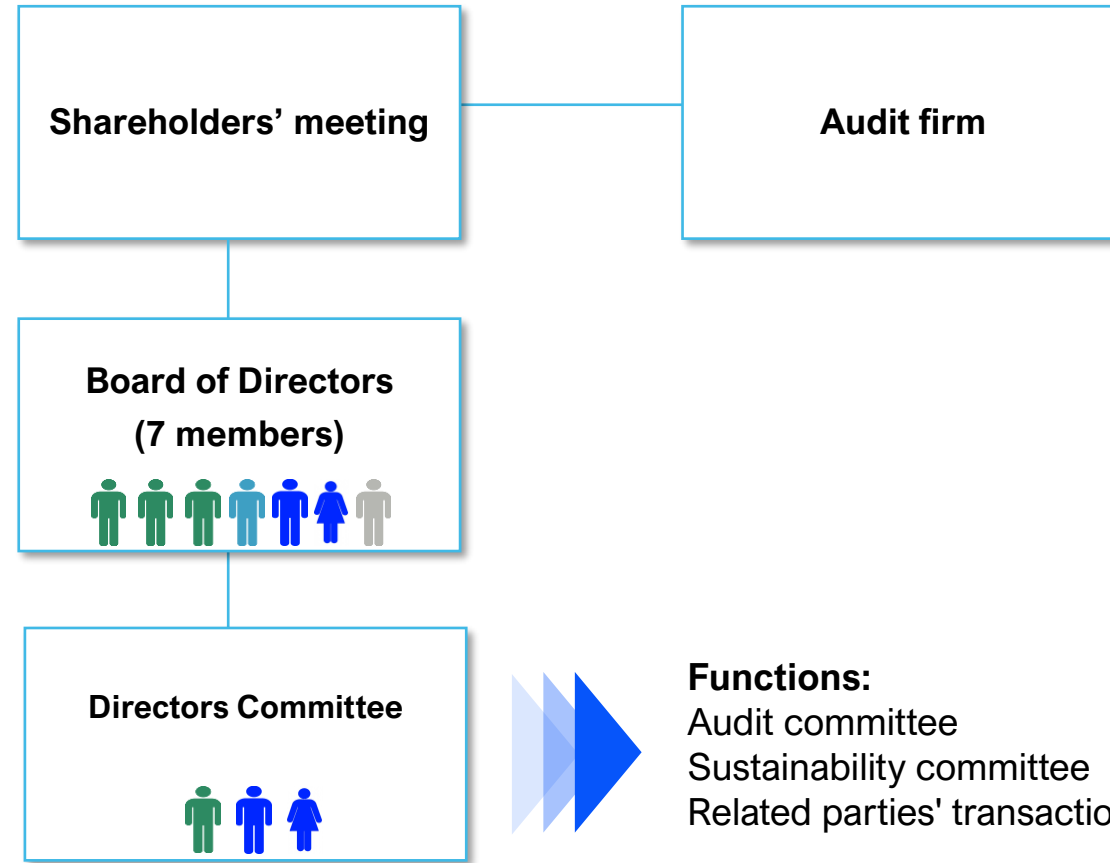 Shareholders’ meeting
Audit firm
Board of Directors
(7 members)
Directors Committee
Functions:
Audit committee
Sustainability committee
Related parties' transactio